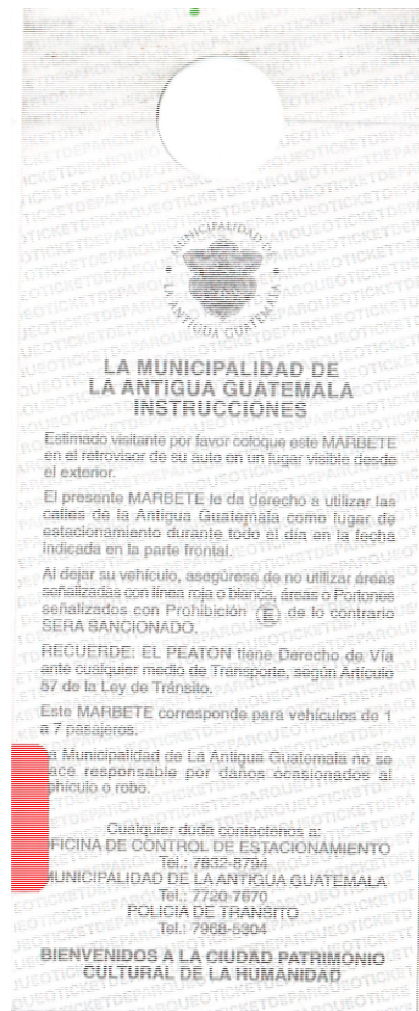 MUNICIPALIDAD DE
LA ANTIGUA GUATEMALA
LA MUNICIPALIDAD DE
LA ANTIGUA GUATEMALA
INSTRUCCIONES
Estimado visitante por favor coloque este MARBETE
en el retrovisor de su auto en un lugar visible desde
el exterior.
El presente MARBETE le da derecho a utilizar las
calles de la Antigua Guatemala como lugar de
estacionamiento durante todo el día en la fecha
indicada en la parte frontal.
Al dejar su vehículo, asegúrese de no utilizar áreas
señalizadas con línea roja o blanca, áreas o Portones
señalizados con Prohibición (E) de lo contrario
SERA SANCIONADO.
RECUERDE: EL PEATON tiene Derecho de Vía
ante cualquier medio de Transporte, según Artículo
57 de la Ley de Tránsito.
Este MARBETE corresponde para vehículos de 1
a 7 pasajeros.
a Municipalidad de La Antigua Guatemala no se
ace responsable por daños ocasionados al
ehículo o robo.
Cualquier duda contactenos a:
OFICINA DE CONTROL DE ESTACIONAMIENTO
Tel.: 7832-8794
MUNICIPALIDAD DE LA ANTIGUA GUATEMALA
Tel.: 7720-7670
POLICIA DE TRANSITO
Tel.: 7968-5304
BIENVENIDOS A LA CIUDAD PATRIMONIO
CULTURAL DE LA HUMANIDAD